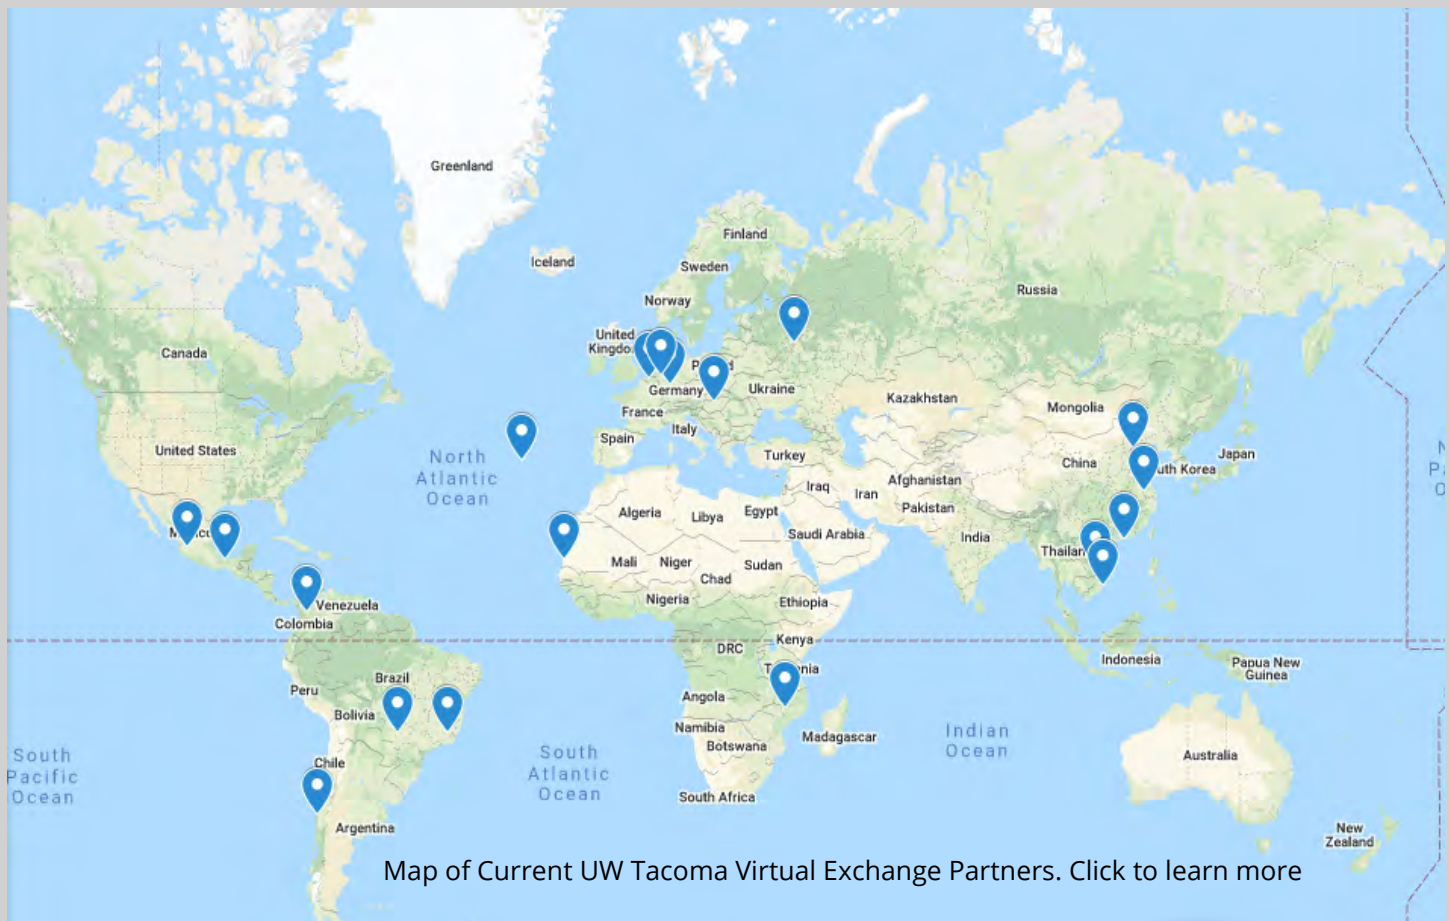 Greenland
Finland
Iceland
Sweden
Russia
Norway
United
Kingdo
Canada
Germany
Ukraine
Kazakhstan
Mongolia
France
Italy
Spain
United States
North
Atlantic
Ocean
Turkey
China
uth Korea
Japan
Afghanistan
Iraq
Iran
Pakistan
Algeria
Libya
Egypt
Saudi Arabia
India
Thailan
Mali
Niger
Chad
Sudan
Nigeria
Ethiopia
Venezuela
Colombia
Kenya
DRC
Indonesia
Papua New
Guinea
Peru
Brazil
Bolivia
Angola
Namibia
Botswana
Madagascar
Indian
Ocean
South
Pacific
Ocean
South
Atlantic
Ocean
Chile
Australia
South Africa
Argentina
New
Zealand
Map of Current UW Tacoma Virtual Exchange Partners. Click to learn more